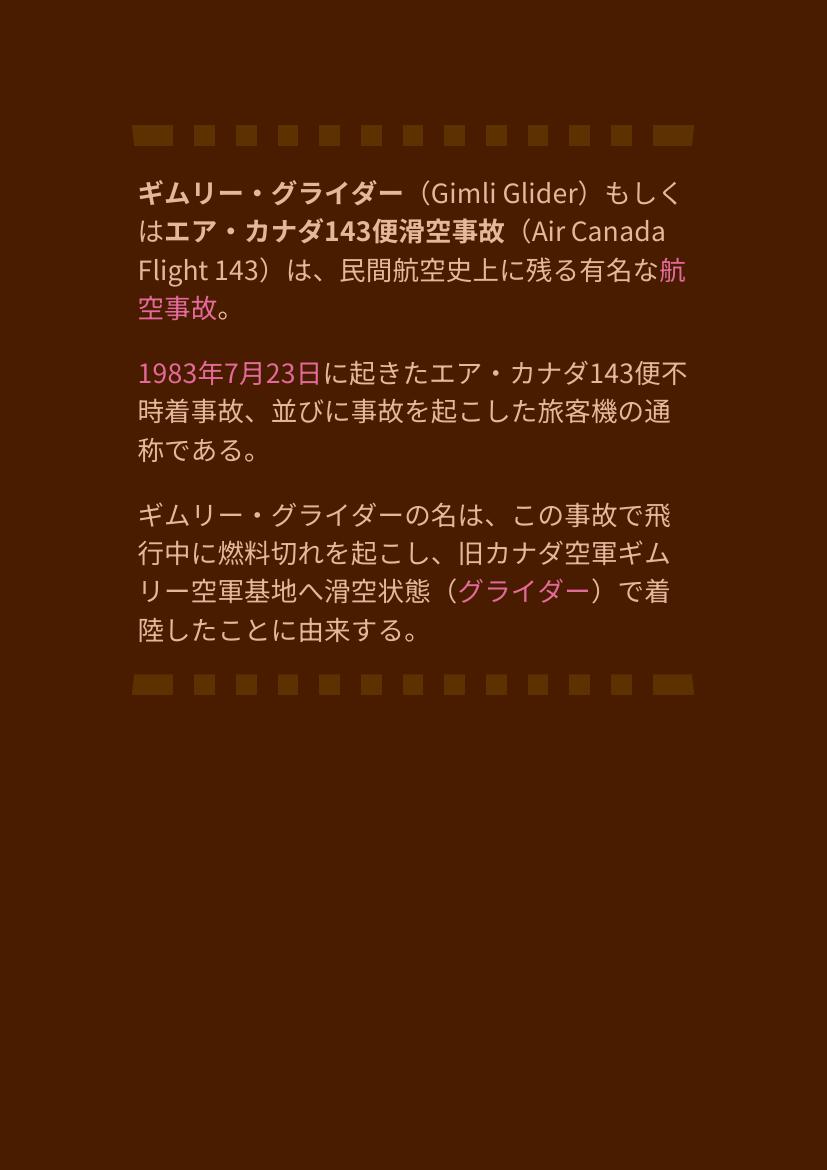 ギムリー・グライダー（Gimli Glider）もしく
はエア・カナダ143便滑空事故（Air Canada
Flight 143）は、民間航空史上に残る有名な航
空事故。
1983年7月23日に起きたエア・カナダ143便不
時着事故、並びに事故を起こした旅客機の通
称である。
ギムリー・グライダーの名は、この事故で飛
行中に燃料切れを起こし、旧カナダ空軍ギム
リー空軍基地へ滑空状態（グライダー）で着
陸したことに由来する。